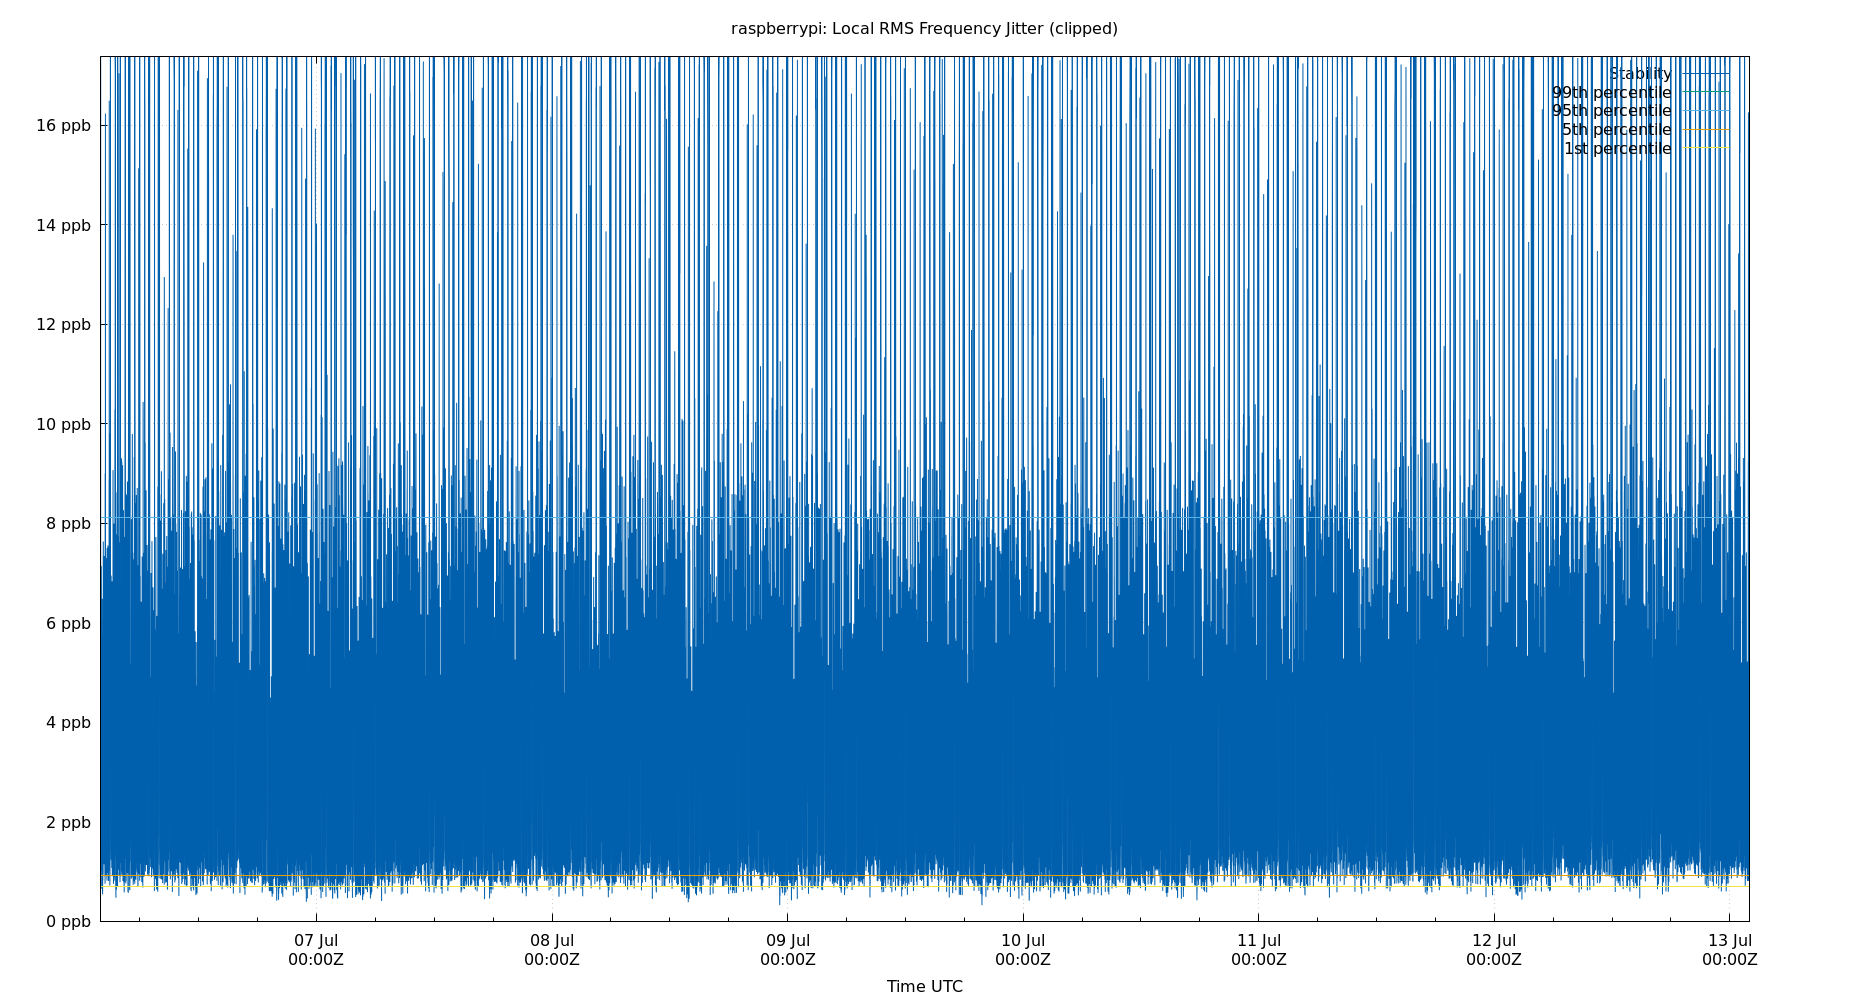 raspberrypi: Local RMS Frequency Jitter (clipped)
Stability
99th percentile
95th percentile
5th percentile
1st percentile
16 ppb
14 ppb
12 ppb
10 ppb
8 ppb
6 ppb
4 ppb
2 ppb
0 ppb
07 Jul 08 Jul 09 Jul 10 Jul 11 Jul 12 Jul 13 Jul
00:00Z 00:00Z 00:00Z 00:00Z 00:00Z 00:00Z 00:00Z
Time UTC